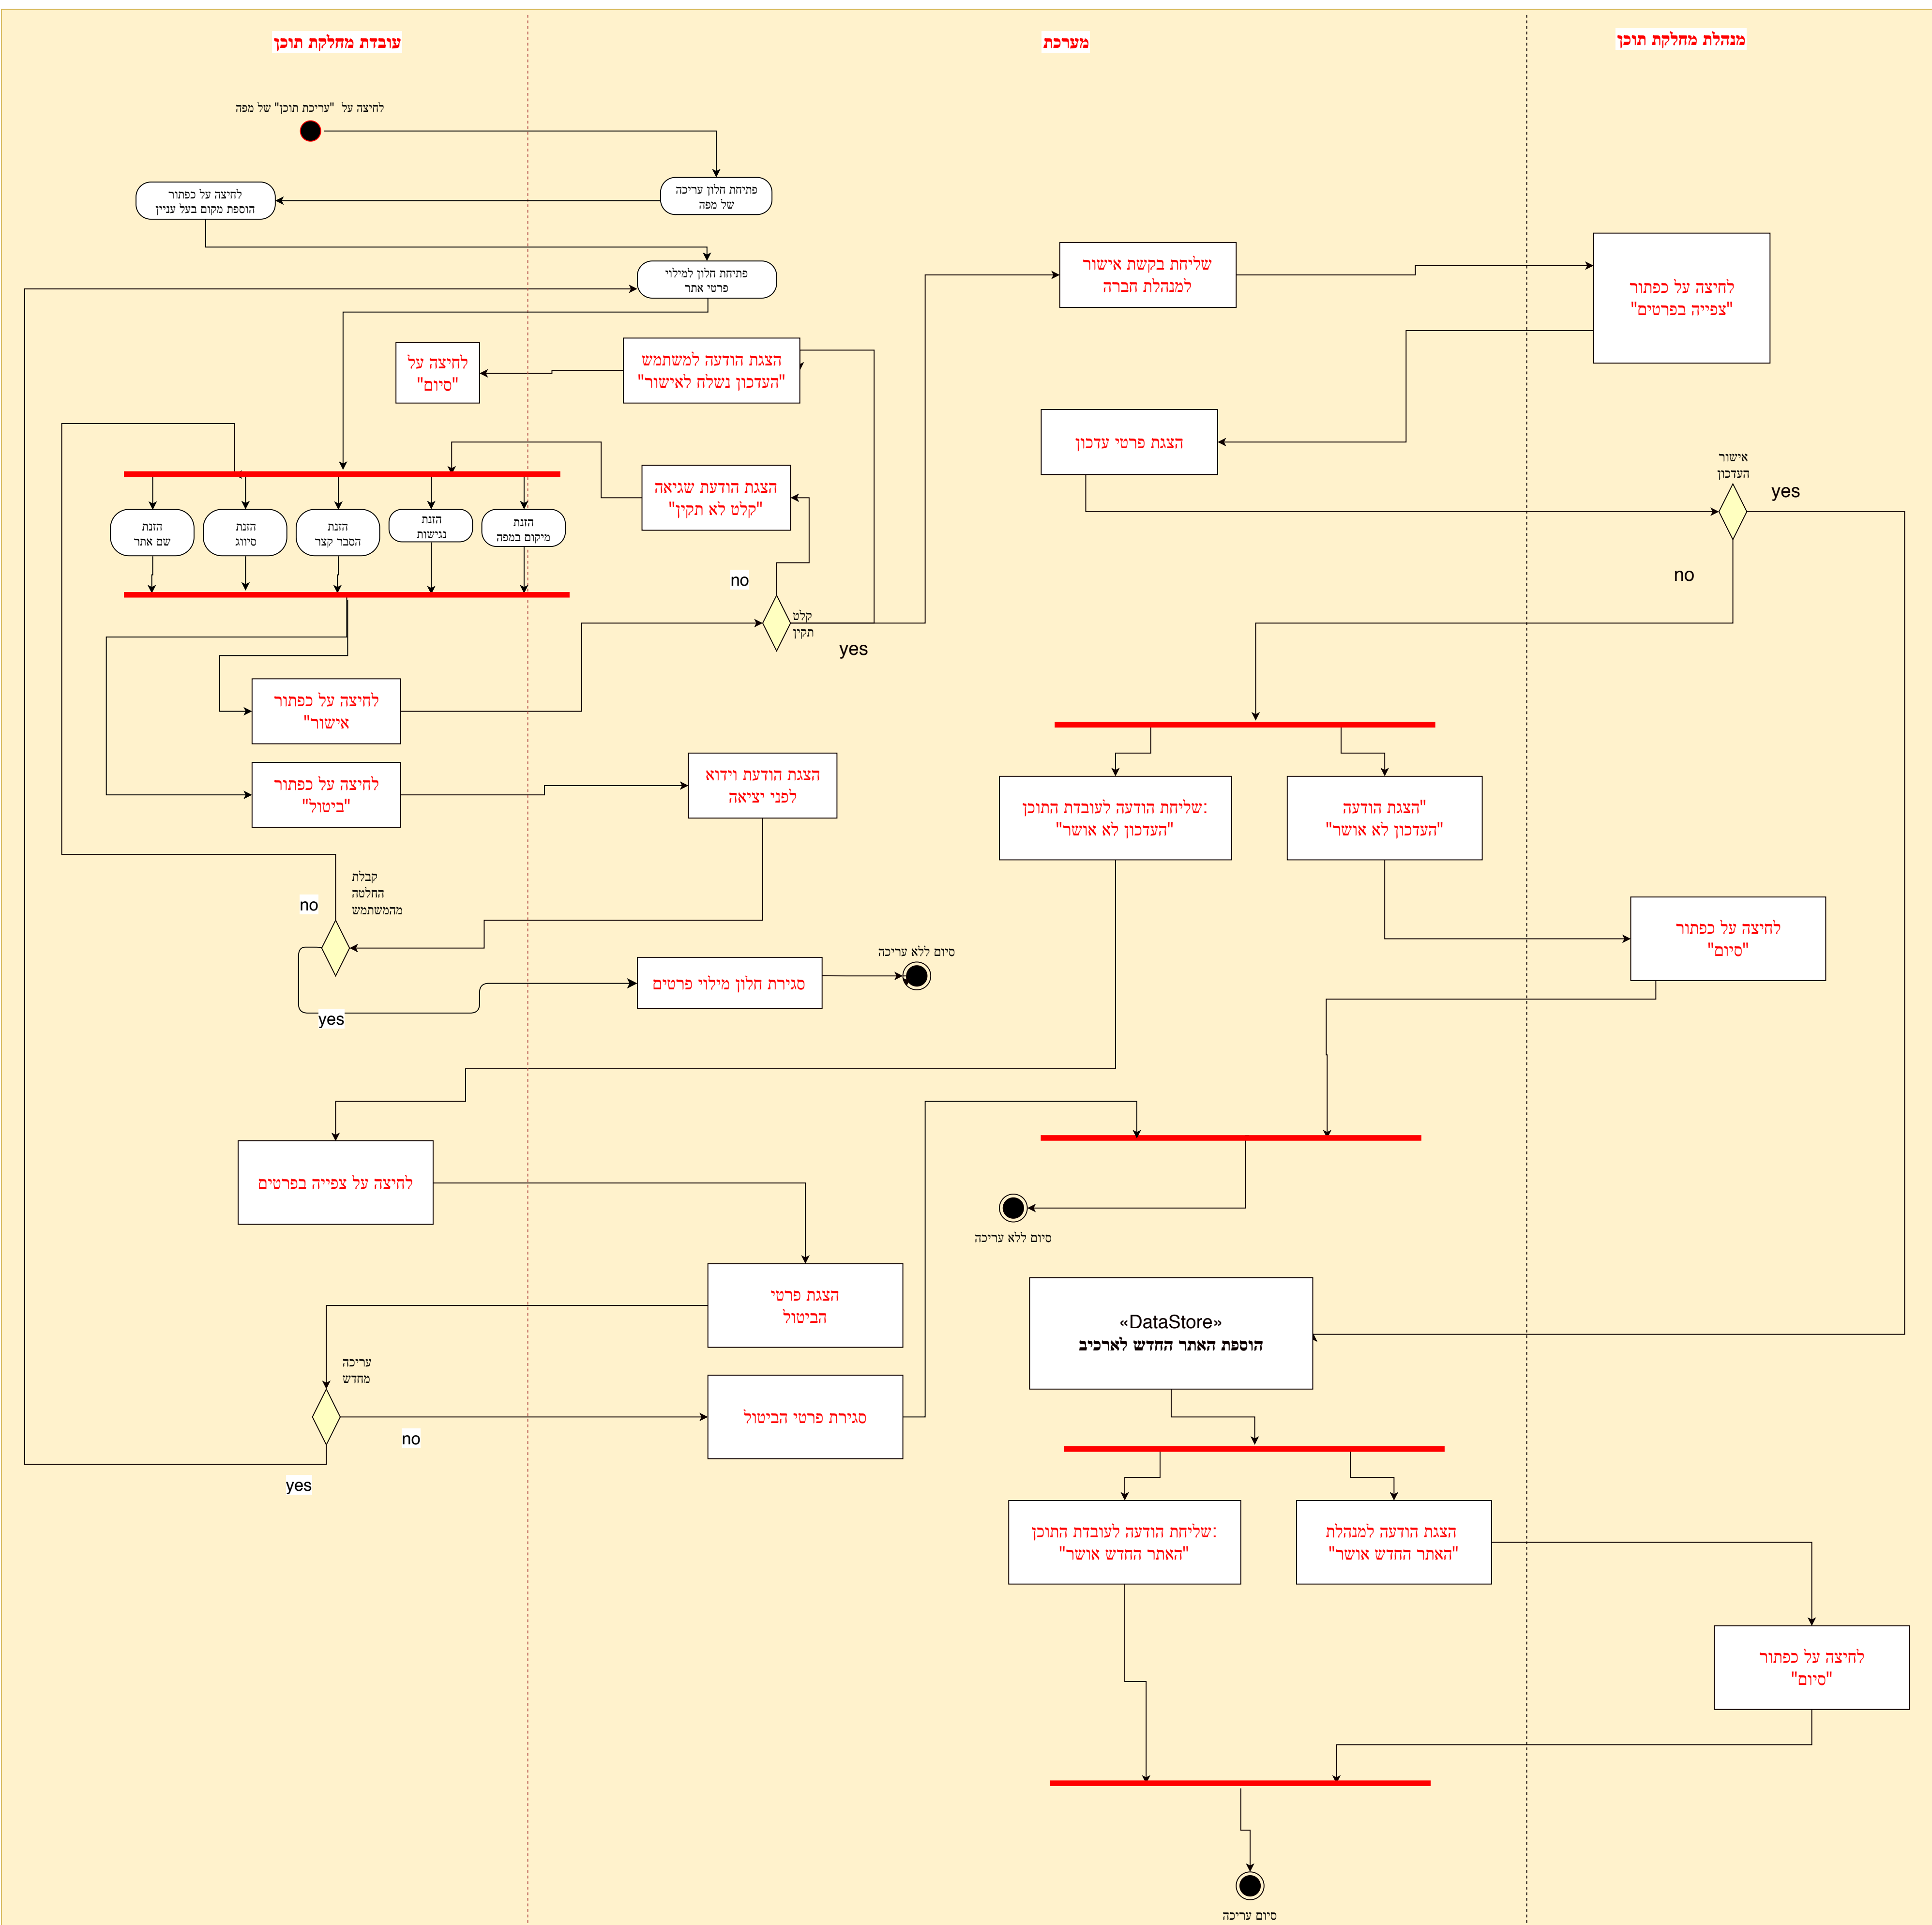 עובדת מחלקת תוכן
מערכת
מנהלת מחלקת תוכן
לחיצה על "עריכת תוכן" של מפה
פתיחת חלון עריכה
של מפה
לחיצה על כפתור
הוספת מקום בעל עניין
פתיחת חלון למילוי
פרטי אתר
שליחת בקשת אישור
למנהלת חברה
לחיצה על כפתור
"צפייה בפרטים"
הצגת הודעה למשתמש
"העדכון נשלח לאישור"
לחיצה על
"סיום"
הצגת פרטי עדכון
אישור
העדכון
yes
no
הצגת הודעת שגיאה
"קלט לא תקין"
הזנת
שם אתר
הזנת
סיווג
הזנת
הסבר קצר
הזנת
נגישות
הזנת
מיקום במפה
no
קלט
תקין
yes
לחיצה על כפתור
אישור"
לחיצה על כפתור
"ביטול"
הצגת הודעת וידוא
לפני יציאה
:שליחת הודעה לעובדת התוכן
"העדכון לא אושר"
"הצגת הודעה
"העדכון לא אושר"
קבלת
החלטה
מהמשתמש
no
yes
סגירת חלון מילוי פרטים
סיום ללא עריכה
לחיצה על כפתור
"סיום"
לחיצה על צפייה בפרטים
סיום ללא עריכה
הצגת פרטי
הביטול
«DataStore»
הוספת האתר החדש לארכיב
עריכה
מחדש
no
yes
סגירת פרטי הביטול
:שליחת הודעה לעובדת התוכן
"האתר החדש אושר"
הצגת הודעה למנהלת
"האתר החדש אושר"
לחיצה על כפתור
"סיום"
סיום עריכה